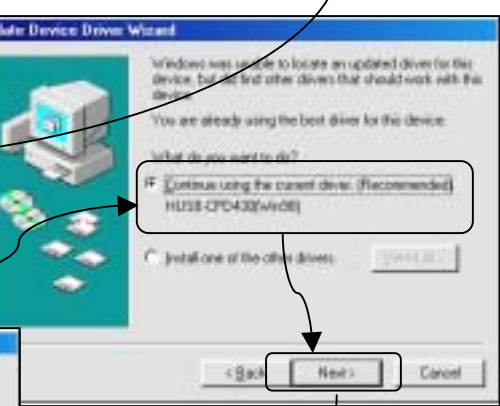 date Device Driver Wizard
Windows was unable to locate an updated driver for this
device, but did find other drivers that should work with this
device.
You are already using the best driver for this device.
What do you want to do?
Continue using the current driver. (Recommended)
HUSB-CPD430(win98)
Install one of the other drivers.
< Back
Next >
Cancel